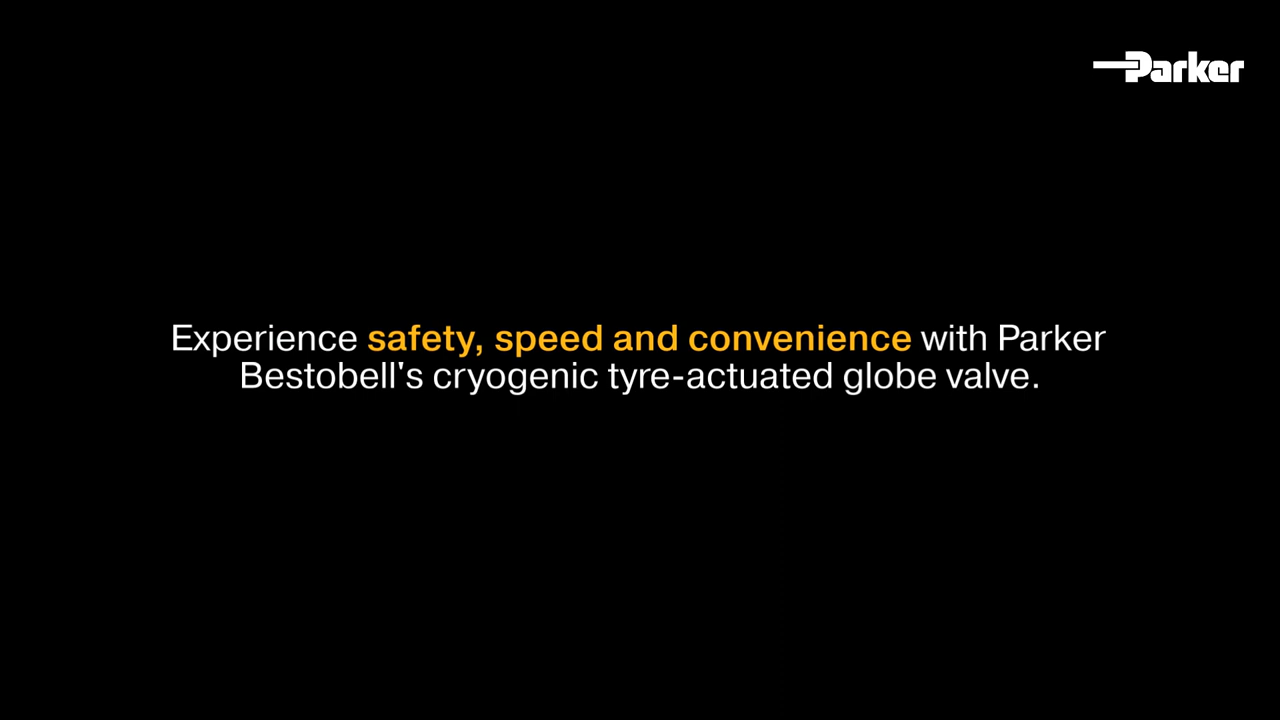 Parker
Experience safety, speed and convenience with Parker
Bestobell's cryogenic tyre-actuated globe valve.